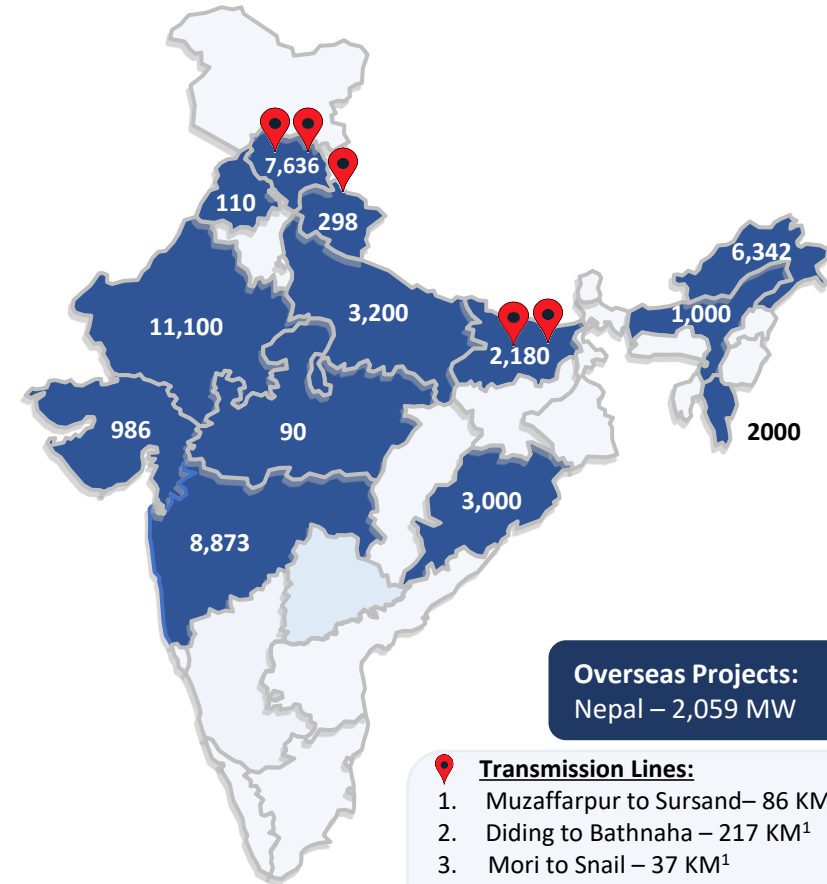 7,636
110
298
6,342
3,200
1,000
11,100
2,180
986
90
2000
3,000
8,873
Overseas Projects:
Nepal – 2,059 MW
Transmission Lines:
1. Muzaffarpur to Sursand– 86 KM
2. Diding to Bathnaha – 217 KM¹
3. Mori to Snail – 37 KM¹